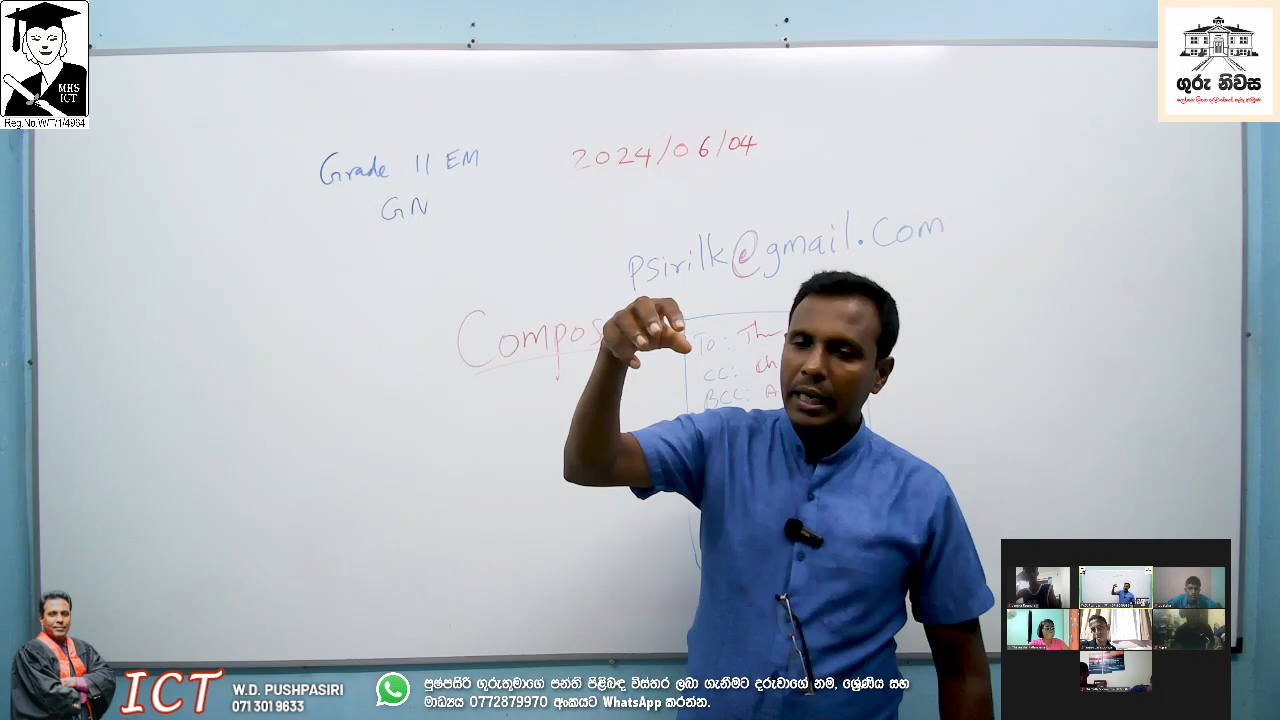 MHS
ICT
Reg.No.W/T/1/4964
ගුරු නිවස
Grade 11 EM
2024/06/04
GN
psirilk@gmail.com
Compos
To: Th
CC: Ch
BCC: A
ICT
W.D. PUSHPASIRI
071 301 9633
පුෂ්පසිරි ගුරුතුමාගේ පන්ති පිළිබඳ විස්තර ලබා ගැනීමට දරුවාගේ නම, ශ්‍රේණිය සහ
මාධ්‍යය 0772879970 අංකයට WhatsApp කරන්න.